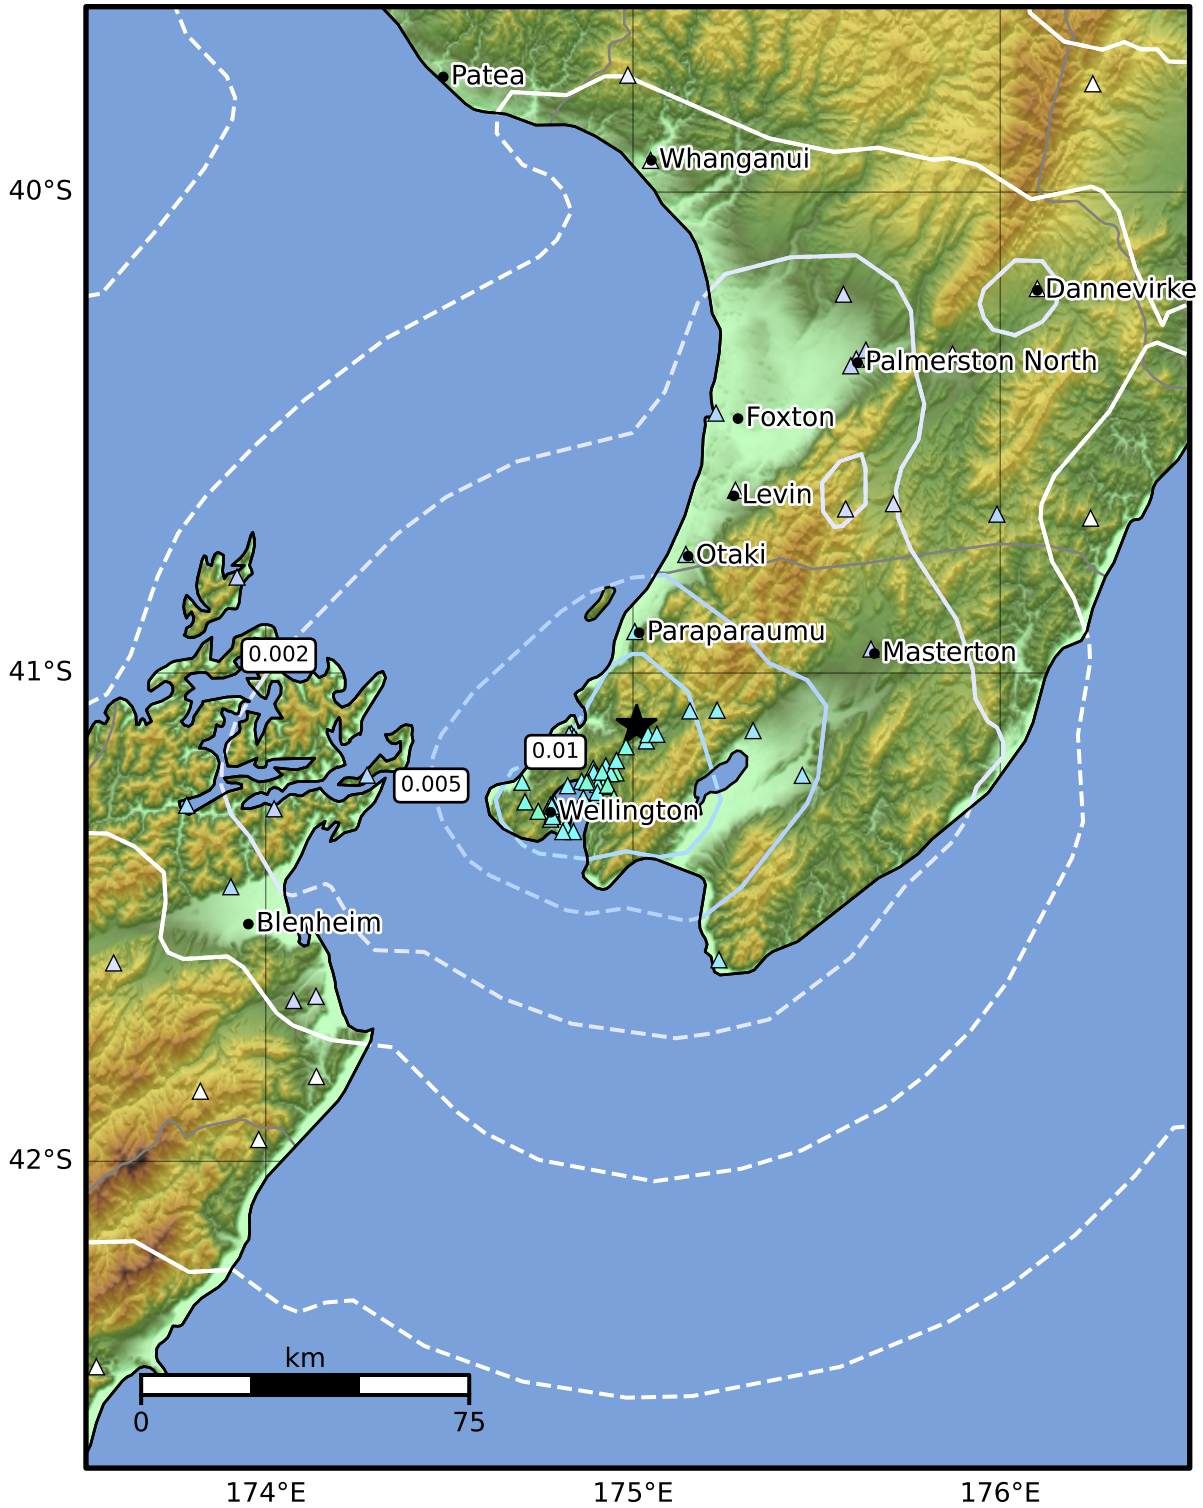 Patea
Whanganui
40°S
Dannevirke
Palmerston North
Foxton
Levin
Otaki
Paraparaumu
0.002
Masterton
41°S
0.01
0.005
Wellington
Blenheim
42°S
km
0
75
174°E
175°E
176°E